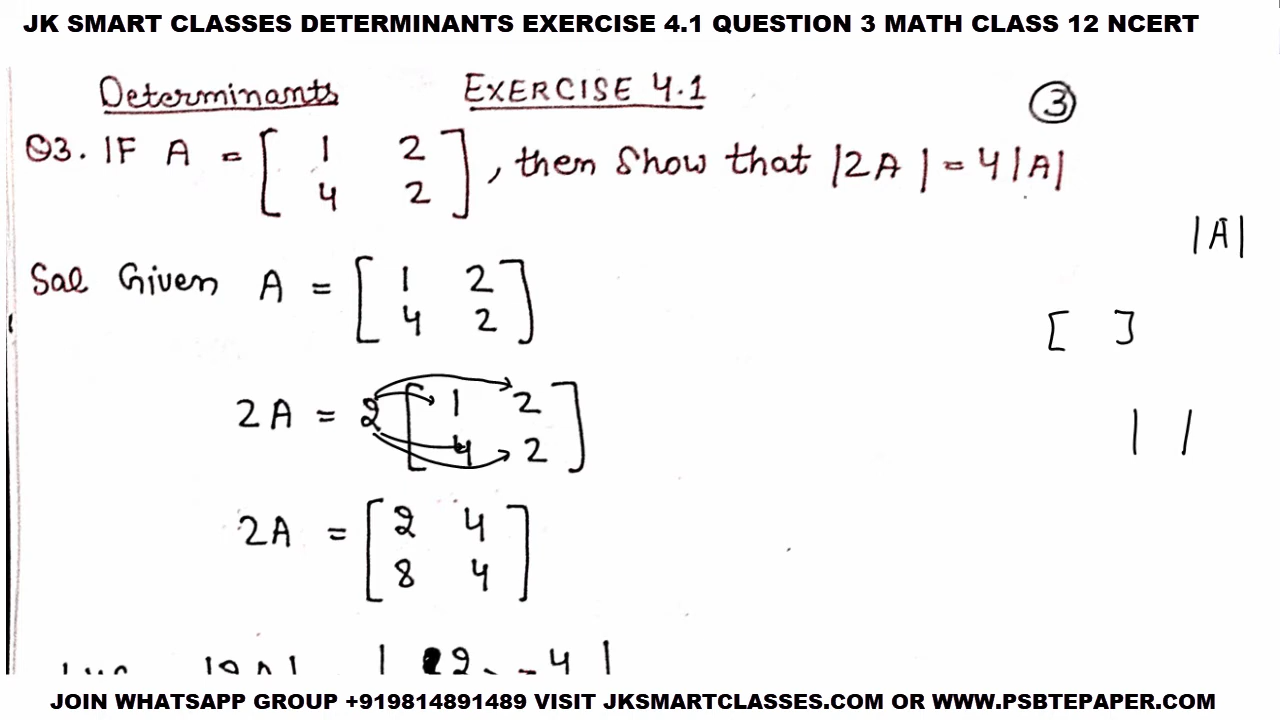 JK SMART CLASSES DETERMINANTS EXERCISE 4.1 QUESTION 3 MATH CLASS 12 NCERT
Determinants EXERCISE 4.1 3
Q3. IF A = [ 1 2
4 2 ] , then show that |2A| = 4|A|
|A|
Sol Given A = [ 1 2
4 2 ]
[ ]
2A = 2 [ 1 2
4 2 ]
| |
2A = [ 2 4
8 4 ]
| 2 4 |
JOIN WHATSAPP GROUP +919814891489 VISIT JKSMARTCLASSES.COM OR WWW.PSBTEPAPER.COM